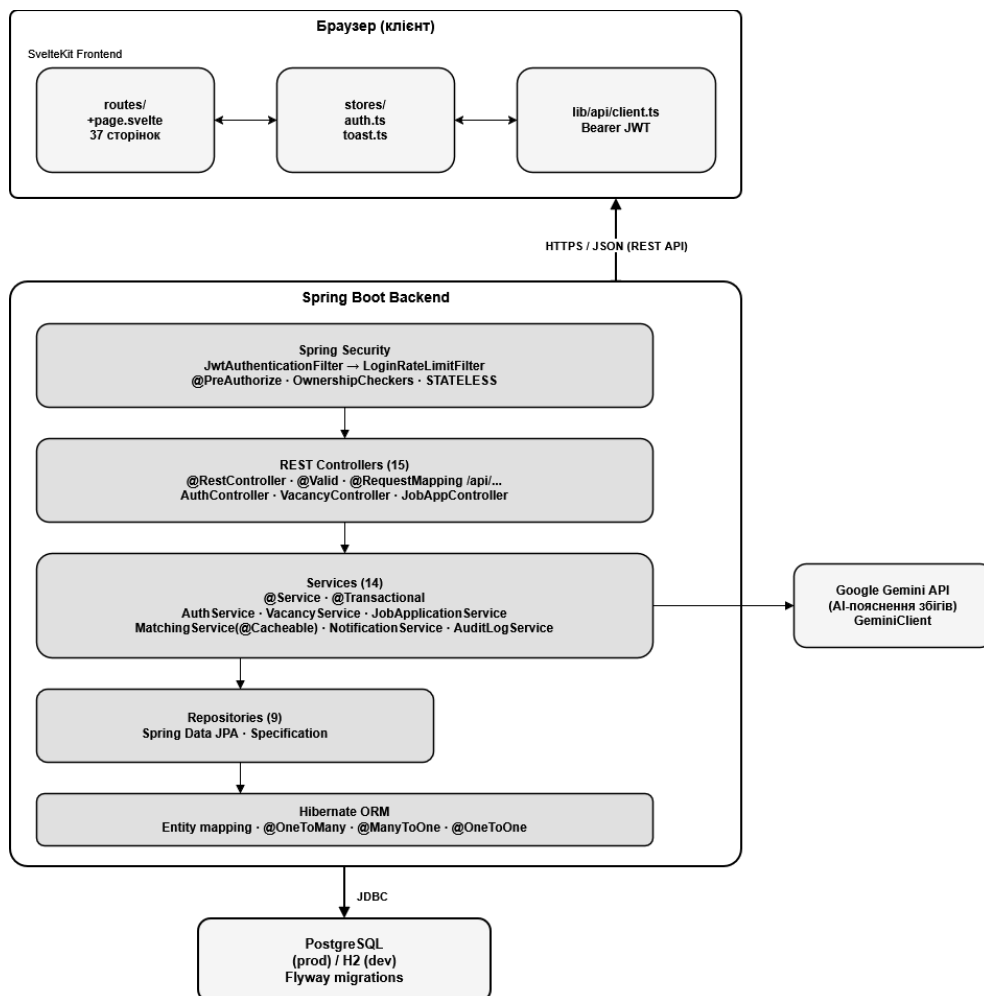 Браузер (клієнт)
SvelteKit Frontend
routes/
+page.svelte
37 сторінок
stores/
auth.ts
toast.ts
lib/api/client.ts
Bearer JWT
HTTPS / JSON (REST API)
Spring Boot Backend
Spring Security
JwtAuthenticationFilter → LoginRateLimitFilter
@PreAuthorize · OwnershipCheckers · STATELESS
REST Controllers (15)
@RestController · @Valid · @RequestMapping /api/...
AuthController · VacancyController · JobAppController
Services (14)
@Service · @Transactional
AuthService · VacancyService · JobApplicationService
MatchingService(@Cacheable) · NotificationService · AuditLogService
Google Gemini API
(AI-пояснення збігів)
GeminiClient
Repositories (9)
Spring Data JPA · Specification
Hibernate ORM
Entity mapping · @OneToMany · @ManyToOne · @OneToOne
JDBC
PostgreSQL
(prod) / H2 (dev)
Flyway migrations